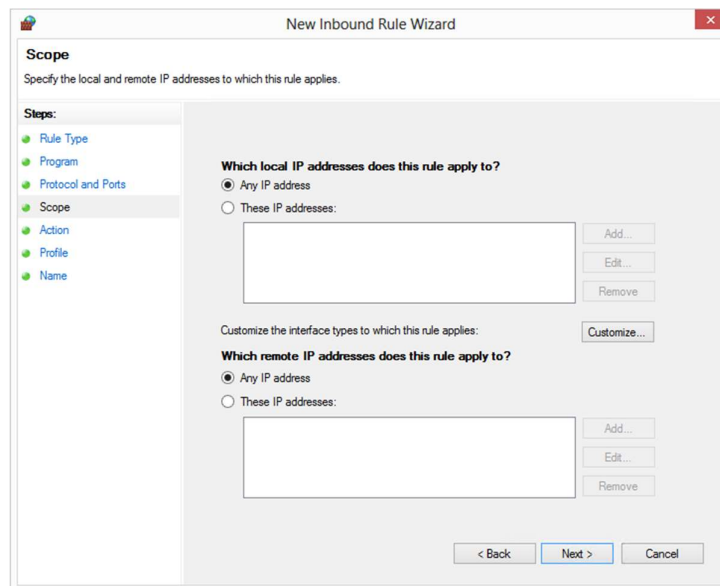 New Inbound Rule Wizard
Scope
Specify the local and remote IP addresses to which this rule applies.
Steps:
Rule Type
Program
Protocol and Ports
Scope
Action
Profile
Name
Which local IP addresses does this rule apply to?
Any IP address
These IP addresses:
Add...
Edit...
Remove
Customize the interface types to which this rule applies:
Customize...
Which remote IP addresses does this rule apply to?
Any IP address
These IP addresses:
Add...
Edit...
Remove
< Back
Next >
Cancel